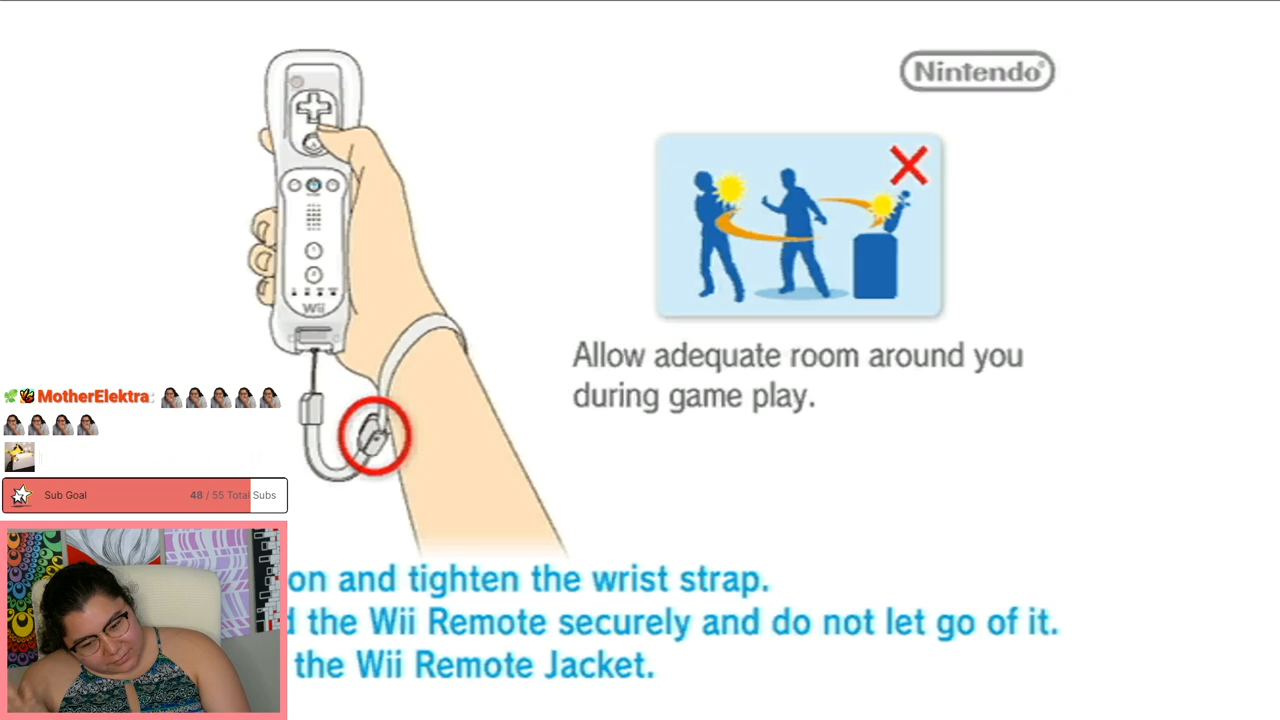 Nintendo®
Wii
Allow adequate room around you
during game play.
MotherElektra:
Sub Goal 48 / 55 Total Subs
on and tighten the wrist strap.
the Wii Remote securely and do not let go of it.
the Wii Remote Jacket.